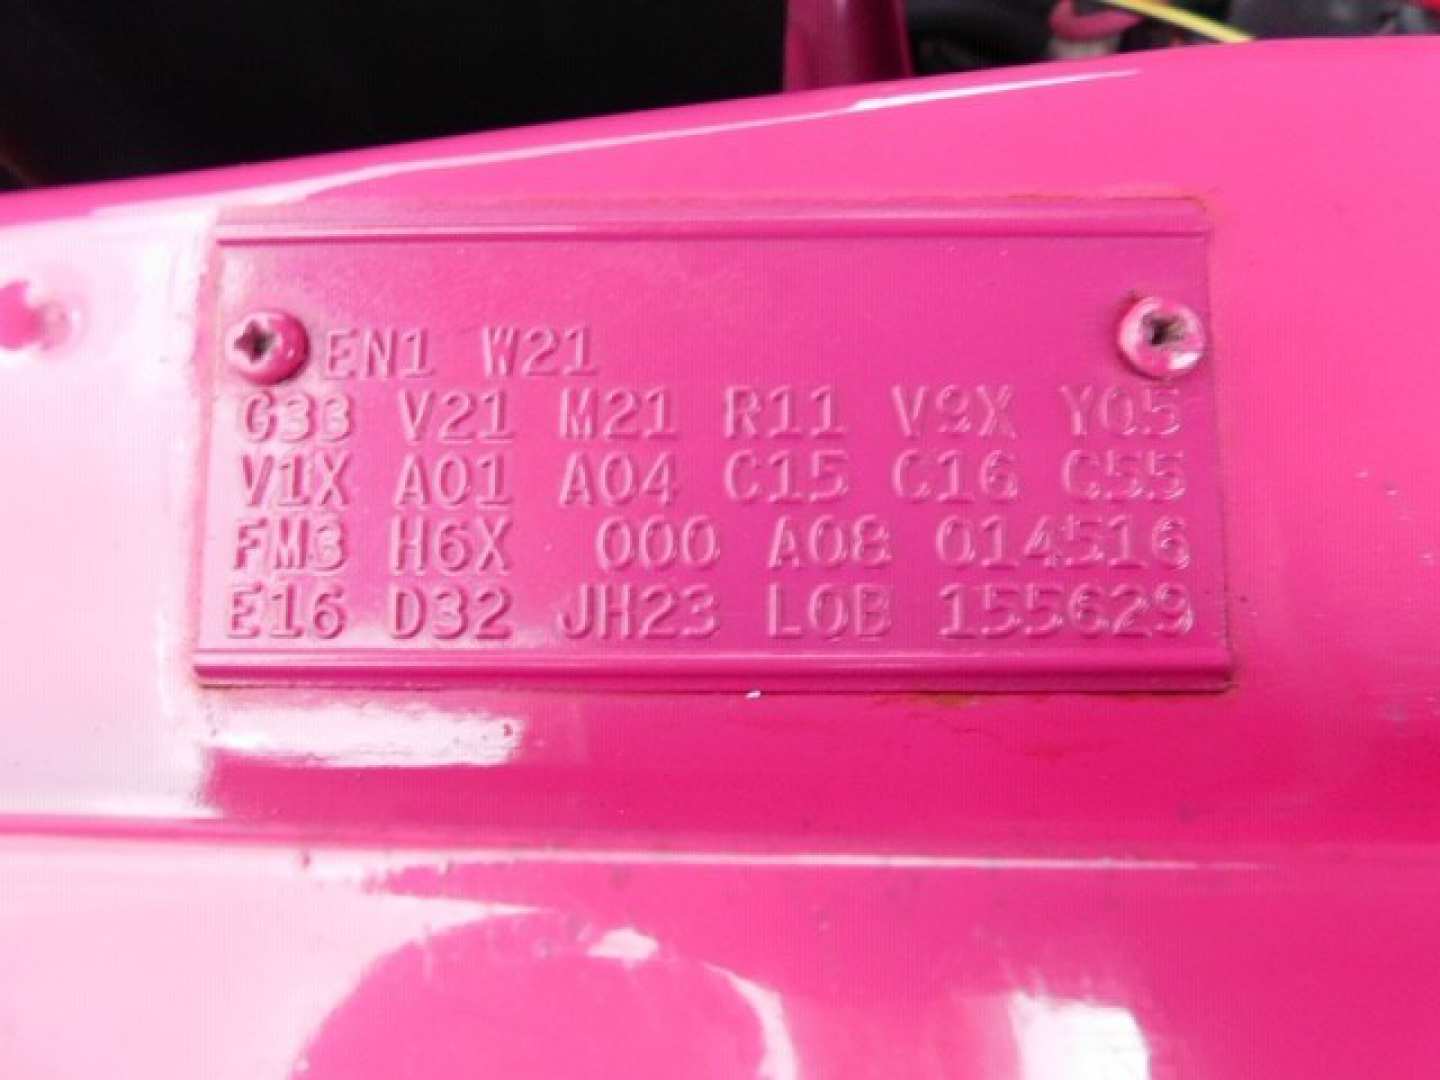 EN1 W21
G33 V21 M21 R11 V9X Y05
V1X A01 A04 C15 C16 C55
FM3 H6X 000 A08 014516
E16 D32 JH23 L0B 155629